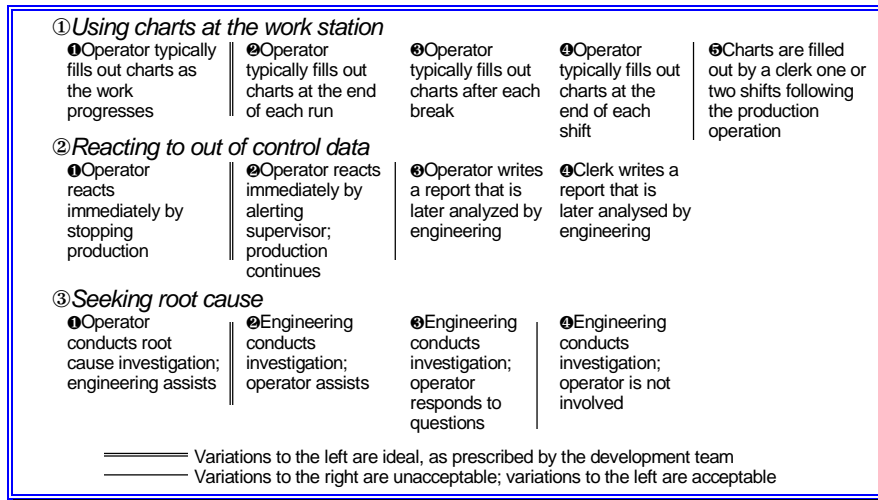 ①Using charts at the work station
❶Operator typically
fills out charts as
the work
progresses
❷Operator
typically fills out
charts at the end
of each run
❸Operator
typically fills out
charts after each
break
❹Operator
typically fills out
charts at the
end of each
shift
❺Charts are filled
out by a clerk one or
two shifts following
the production
operation
②Reacting to out of control data
❶Operator
reacts
immediately by
stopping
production
❷Operator reacts
immediately by
alerting
supervisor;
production
continues
❸Operator writes
a report that is
later analyzed by
engineering
❹Clerk writes a
report that is
later analysed by
engineering
③Seeking root cause
❶Operator
conducts root
cause investigation;
engineering assists
❷Engineering
conducts
investigation;
operator assists
❸Engineering
conducts
investigation;
operator
responds to
questions
❹Engineering
conducts
investigation;
operator is not
involved
Variations to the left are ideal, as prescribed by the development team
Variations to the right are unacceptable; variations to the left are acceptable